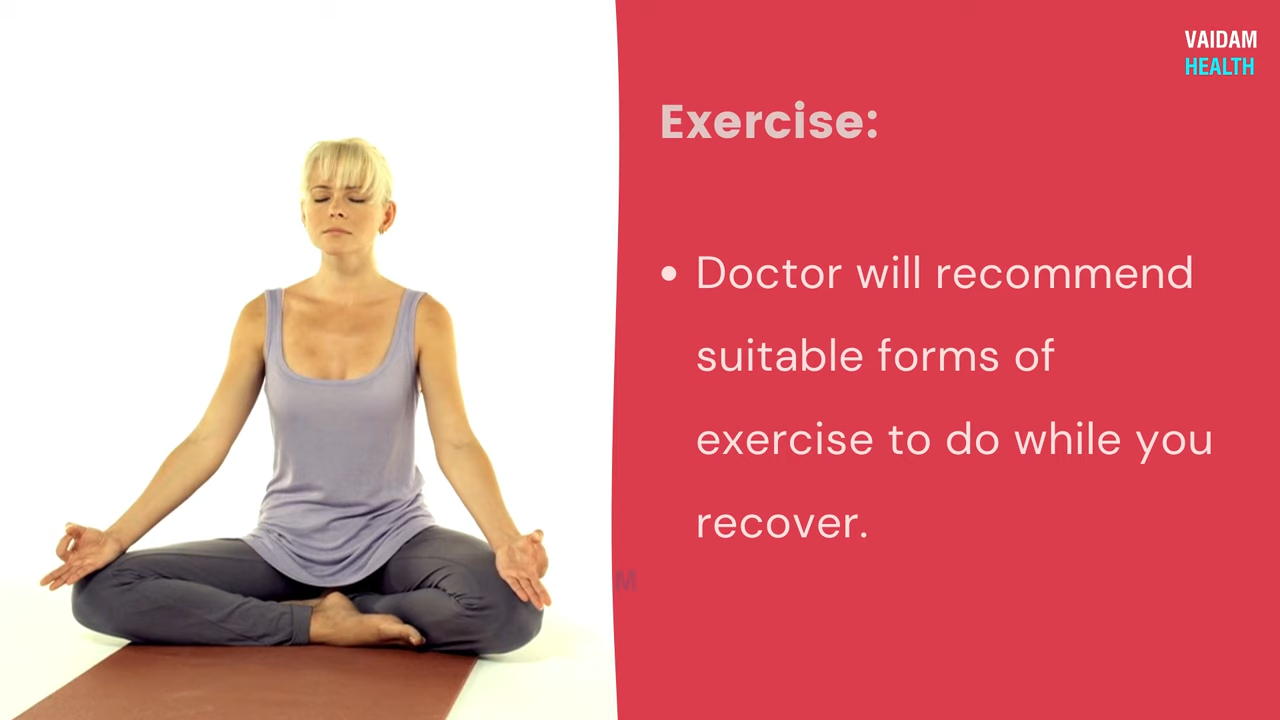 VAIDAM
HEALTH
Exercise:
• Doctor will recommend
suitable forms of
exercise to do while you
recover.
M